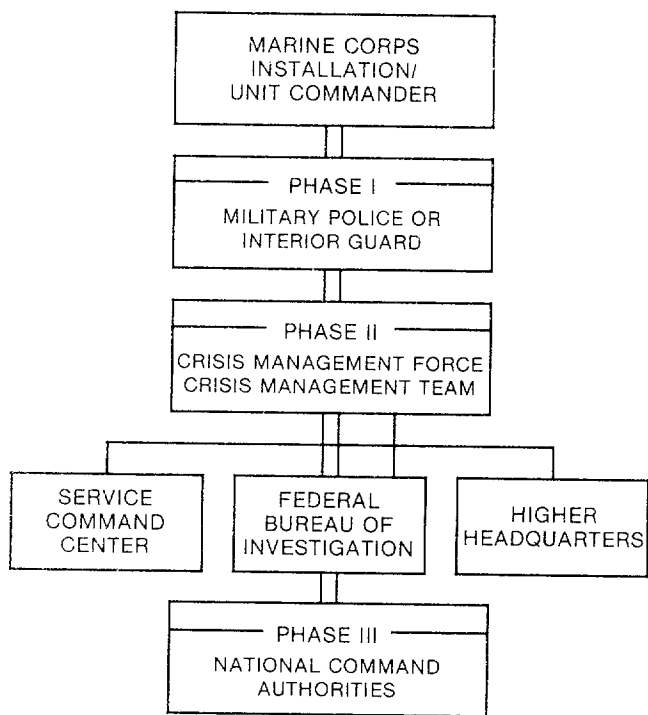 MARINE CORPS
INSTALLATION/
UNIT COMMANDER
PHASE I
MILITARY POLICE OR
INTERIOR GUARD
PHASE II
CRISIS MANAGEMENT FORCE
CRISIS MANAGEMENT TEAM
SERVICE
COMMAND
CENTER
FEDERAL
BUREAU OF
INVESTIGATION
HIGHER
HEADQUARTERS
PHASE III
NATIONAL COMMAND
AUTHORITIES